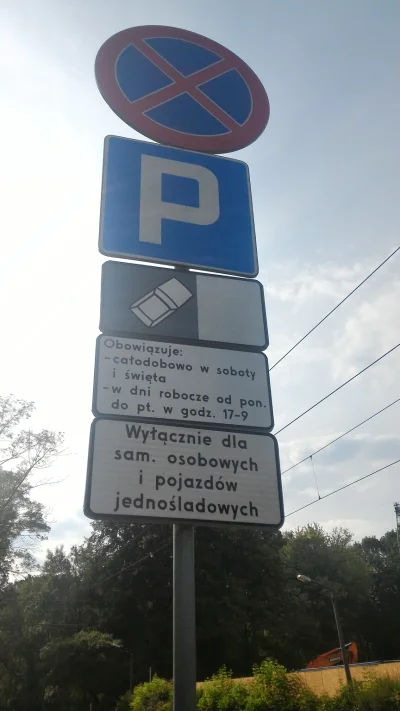 P
Obowiązuje:
-całodobowo w soboty
i święta
-w dni robocze od pon.
do pt. w godz. 17-9
Wyłącznie dla
sam. osobowych
i pojazdów
jednośladowych